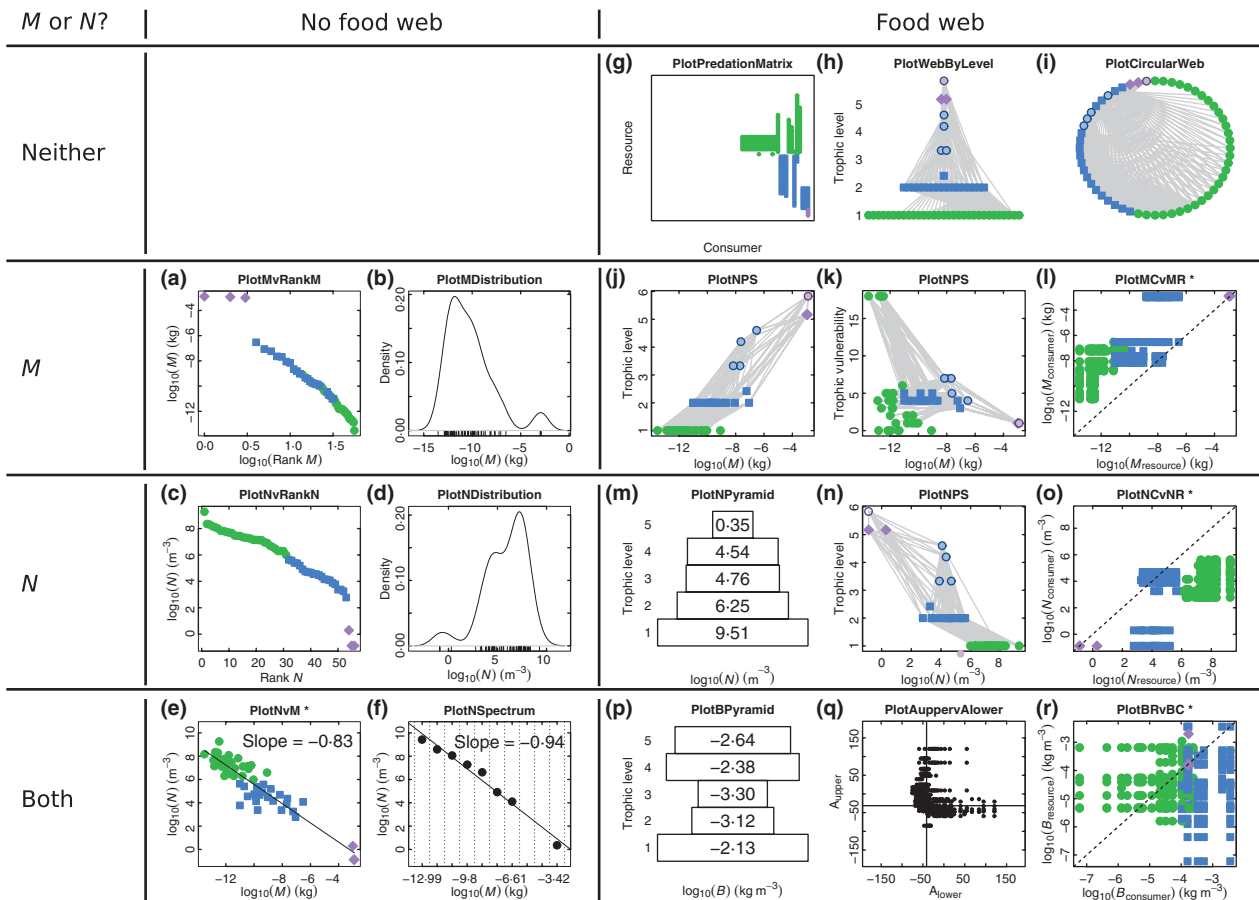 M or N?
No food web
Food web
Neither
(g)
PlotPredationMatrix
Resource
Consumer
(h)
PlotWebByLevel
Trophic level
5
4
3
2
1
(i)
PlotCircularWeb
M
(a)
PlotMvRankM
log10(M) (kg)
−4
−8
−12
0·0
0·5
1·0
1·5
log10(Rank M)
(b)
PlotMDistribution
Density
0·20
0·10
0·00
−15
−10
−5
0
log10(M) (kg)
(j)
PlotNPS
Trophic level
6
5
4
3
2
1
−12
−8
−6
−4
log10(M) (kg)
(k)
PlotNPS
Trophic vulnerability
15
10
5
0
−12
−8
−6
−4
log10(M) (kg)
(l)
PlotMCvMR *
log10(Mconsumer) (kg)
−4
−6
−8
−12
−12
−8
−6
−4
log10(Mresource) (kg)
N
(c)
PlotNvRankN
log10(N) (m−3)
8
6
4
2
0
0
10
20
30
40
50
Rank N
(d)
PlotNDistribution
Density
0·20
0·10
0·00
0
5
10
log10(N) (m−3)
(m)
PlotNPyramid
Trophic level
5
0·35
4
4·54
3
4·76
2
6·25
1
9·51
log10(N) (m−3)
(n)
PlotNPS
Trophic level
6
5
4
3
2
1
0
2
4
6
8
log10(N) (m−3)
(o)
PlotNCvNR *
log10(Nconsumer) (m−3)
8
6
4
2
0
0
2
4
6
8
log10(Nresource) (m−3)
Both
(e)
PlotNvM *
Slope = −0·83
log10(N) (m−3)
10
8
6
4
2
0
−12
−10
−8
−6
−4
log10(M) (kg)
(f)
PlotNSpectrum
Slope = −0·94
log10(N) (m−3)
10
8
6
4
2
0
−12·99
−9·8
−6·61
−3·42
log10(M) (kg)
(p)
PlotBPyramid
Trophic level
5
−2·64
4
−2·38
3
−3·30
2
−3·12
1
−2·13
log10(B) (kg m−3)
(q)
PlotAuppervAlower
Aupper
150
50
0
−50
−150
−150
−50
0
50
150
Alower
(r)
PlotBRvBC *
log10(Bresource) (kg m−3)
−3
−4
−5
−6
−7
−7
−6
−5
−4
−3
log10(Bconsumer) (kg m−3)